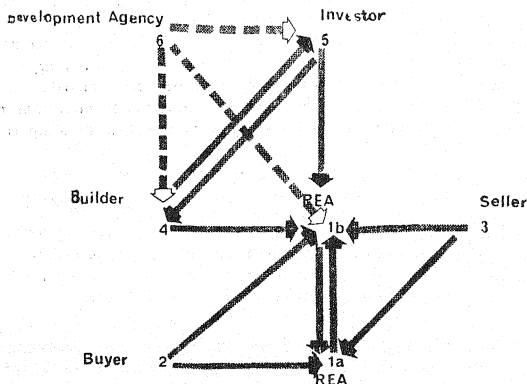 Development Agency
Investor
6
5
Builder
REA
Seller
4
1b
3
Buyer
2
1a
REA